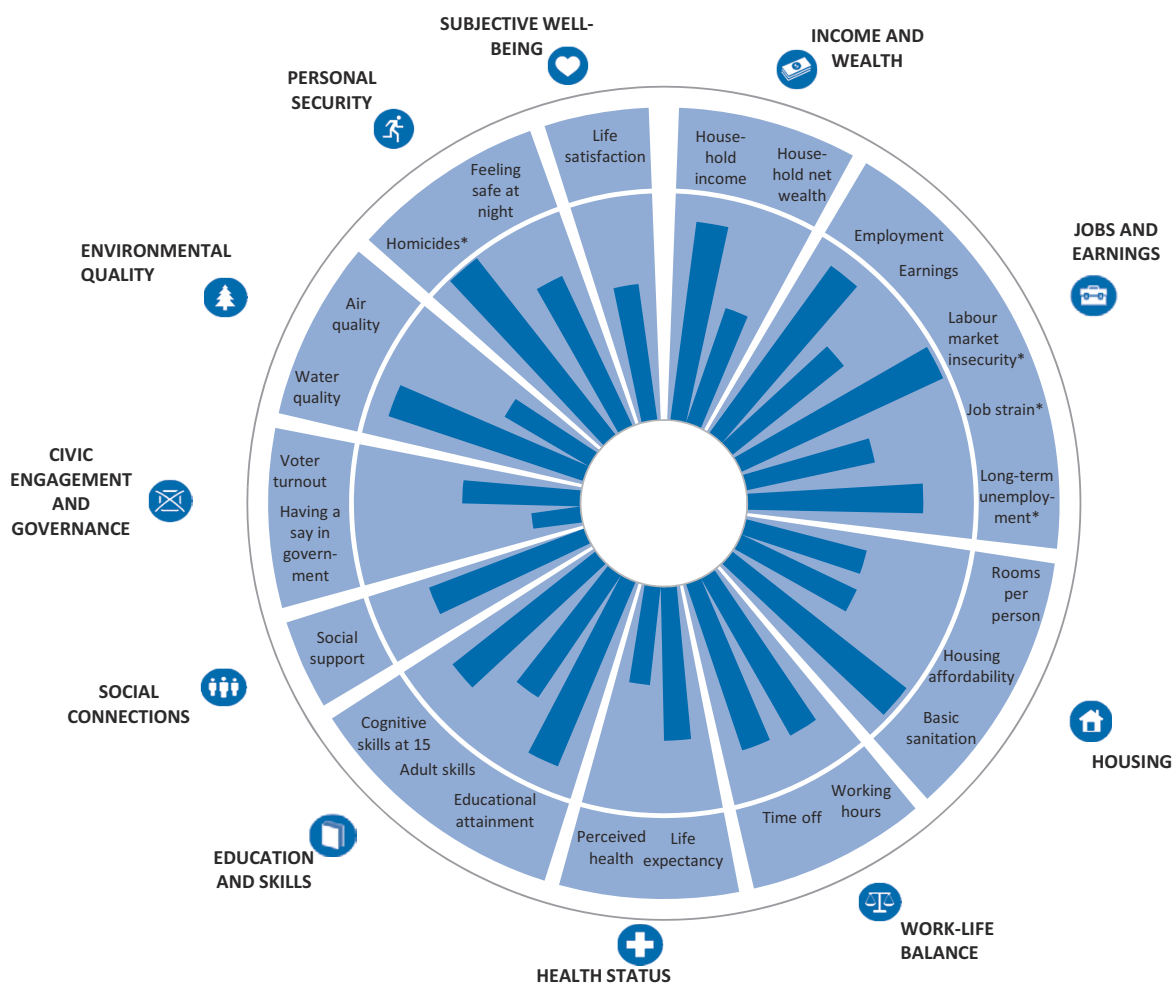 SUBJECTIVE WELL-
BEING
INCOME AND
WEALTH
PERSONAL
SECURITY
Life
satisfaction
House-
hold
income
House-
hold net
wealth
Feeling
safe at
night
Homicides*
Employment
Earnings
Labour
market
insecurity*
Job strain*
Long-term
unemploy-
ment*
JOBS AND
EARNINGS
ENVIRONMENTAL
QUALITY
Air
quality
Water
quality
CIVIC
ENGAGEMENT
AND
GOVERNANCE
Voter
turnout
Having a
say in
govern-
ment
Rooms
per
person
Housing
affordability
Basic
sanitation
HOUSING
Social
support
SOCIAL
CONNECTIONS
Cognitive
skills at 15
Adult skills
Educational
attainment
EDUCATION
AND SKILLS
Perceived
health
Life
expectancy
HEALTH STATUS
Time off
Working
hours
WORK-LIFE
BALANCE